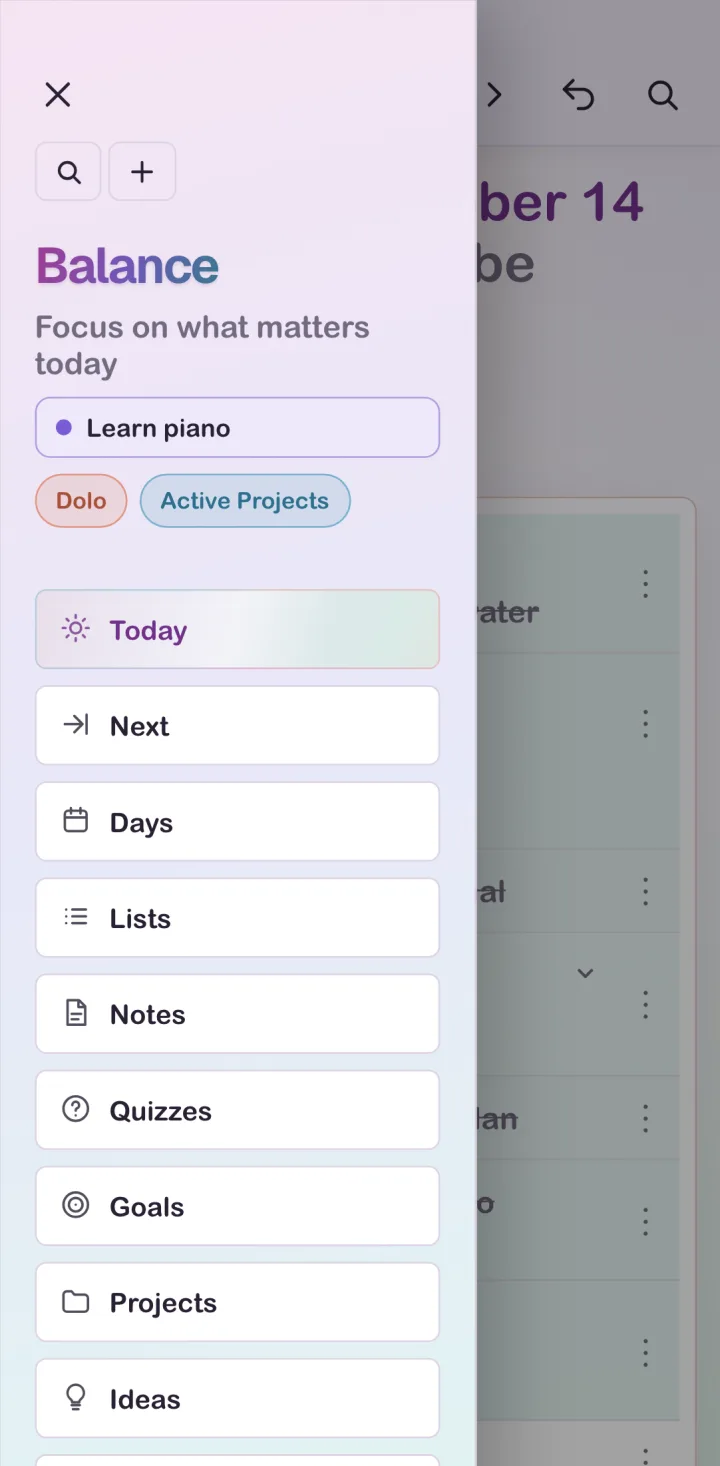 ber 14
be
Balance
Focus on what matters
today
Learn piano
Dolo
Active Projects
Today
Next
Days
Lists
Notes
Quizzes
Goals
Projects
Ideas
ater
al
lan
o